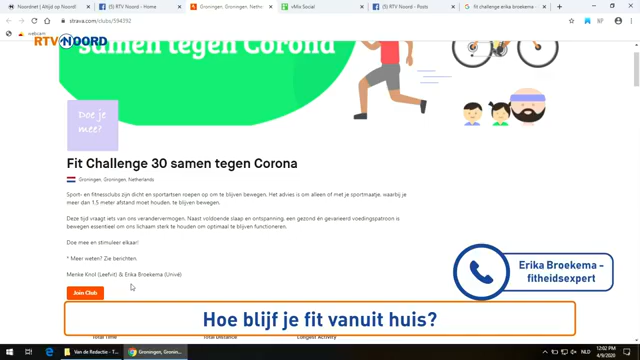 Noordnet | Altijd op Noord
(5) RTV Noord - Home
Groningen, Groningen, Nether
vMix Social
(5) RTV Noord - Posts
fit challenge erika broekema -
strava.com/clubs/594392
webcam
RTV NOORD
samen tegen Corona
Doe je
mee?
Fit Challenge 30 samen tegen Corona
Groningen, Groningen, Netherlands
Sport- en fitnessclubs zijn dicht en sportartsen roepen op om te blijven bewegen. Het advies is om alleen of met je sportmaatje, waarbij je
meer dan 1,5 meter afstand moet houden, te blijven bewegen.
Deze tijd vraagt iets van ons verandervermogen. Naast voldoende slaap en ontspanning, een gezond én gevarieerd voedingspatroon is
bewegen essentieel om ons lichaam sterk te houden om optimaal te blijven functioneren.
Doe mee en stimuleer elkaar!
* Meer weten? Zie berichten.
Menke Knol (Leefvit) & Erika Broekema (Univé)
Join Club
Erika Broekema -
fitheidsexpert
Hoe blijf je fit vanuit huis?
Total Time
Total Distance
Longest Activity
Van de Redactie - T...
Groningen, Gronin...
NLD
12:02 PM
4/9/2020